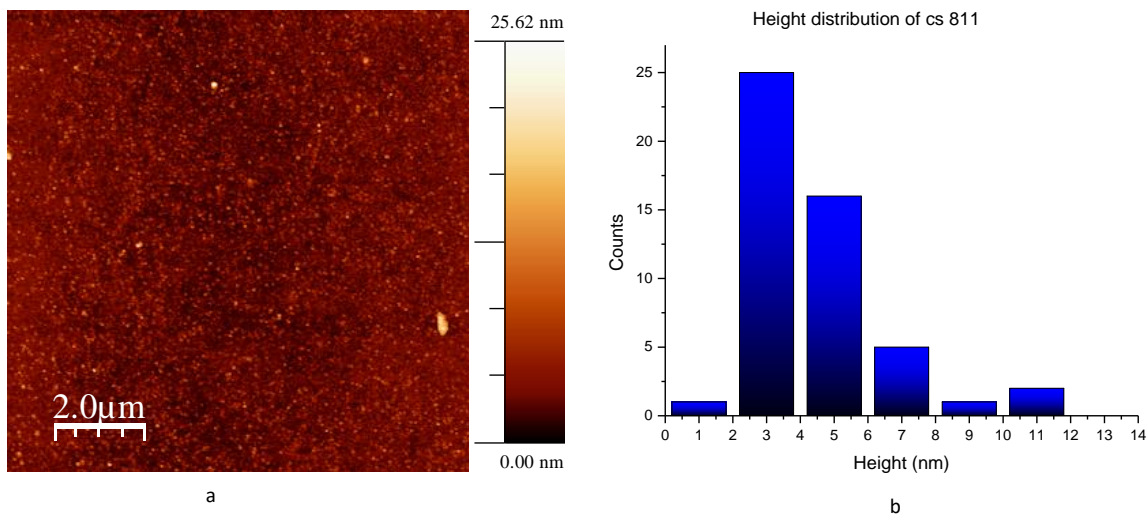 25.62 nm
2.0µm
0.00 nm
a
Height distribution of cs 811
Counts
25
20
15
10
5
0
0 1 2 3 4 5 6 7 8 9 10 11 12 13 14
Height (nm)
b